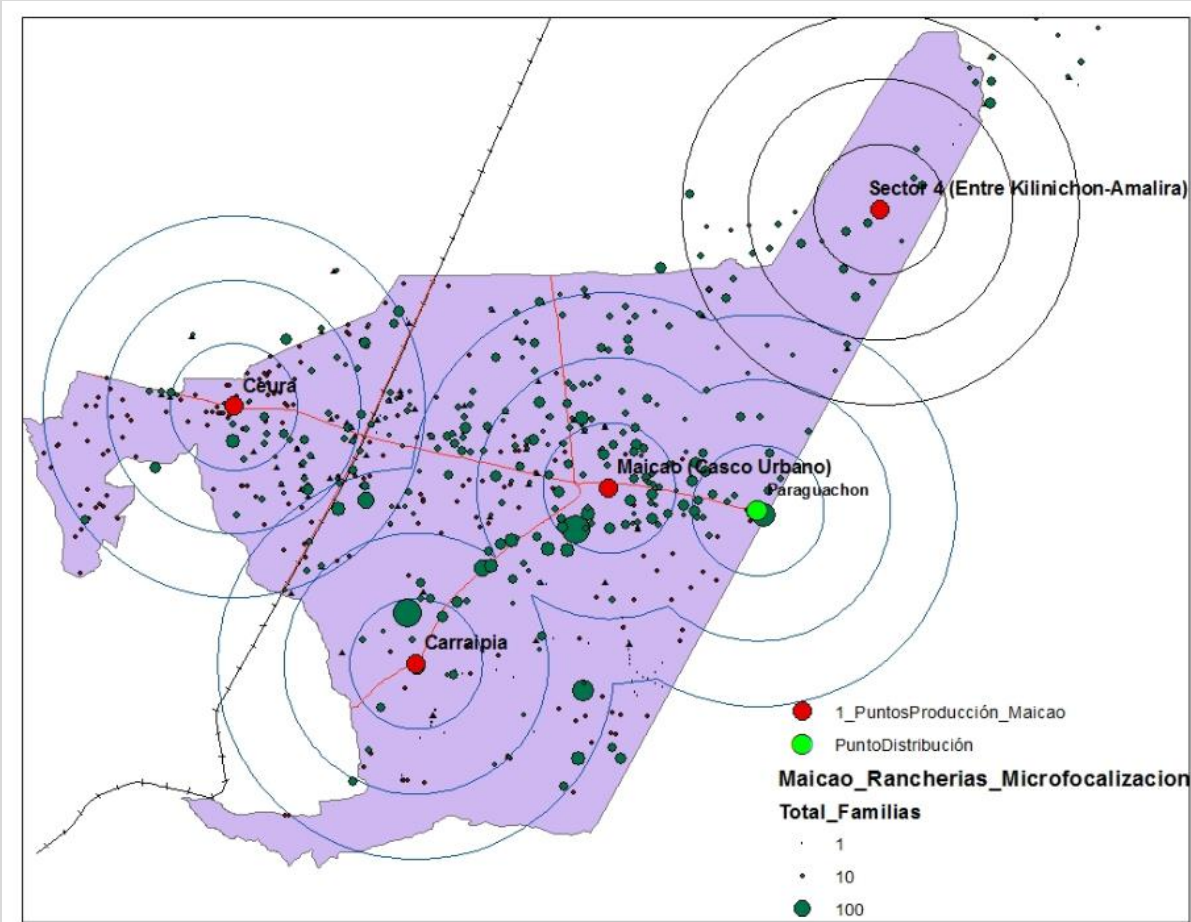 Sector 4 (Entre Kilinichon-Amalira)
Ceura
Maicao (Casco Urbano)
Paraguachon
Carraipia
1_PuntosProducción_Maicao
PuntoDistribución
Maicao_Rancherias_Microfocalizacion
Total_Familias
1
10
100